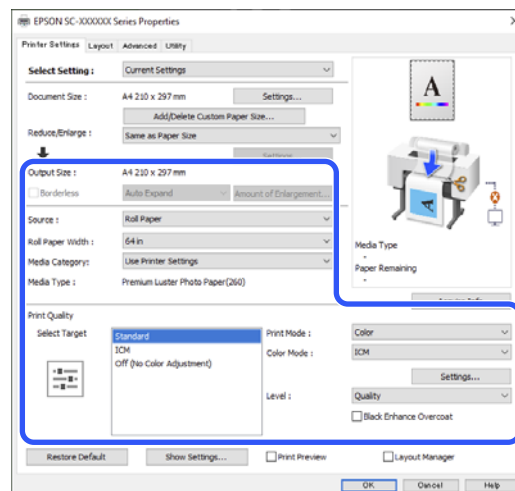 EPSON SC-XXXXXX Series Properties
Printer Settings Layout Advanced Utility
Select Setting : Current Settings
Document Size : A4 210 x 297 mm Settings...
Add/Delete Custom Paper Size...
Reduce/Enlarge : Same as Paper Size
Output Size : A4 210 x 297 mm
Borderless Auto Expand Amount of Enlargement...
Source : Roll Paper
Roll Paper Width : 64 in
Media Category: Use Printer Settings
Media Type : Premium Luster Photo Paper(260)
A
A
Media Type
-
Paper Remaining
-
Print Quality
Select Target
Standard
ICM
Off (No Color Adjustment)
Print Mode : Color
Color Mode : ICM
Settings...
Level : Quality
Black Enhance Overcoat
Restore Default Show Settings... Print Preview Layout Manager
OK Cancel Help